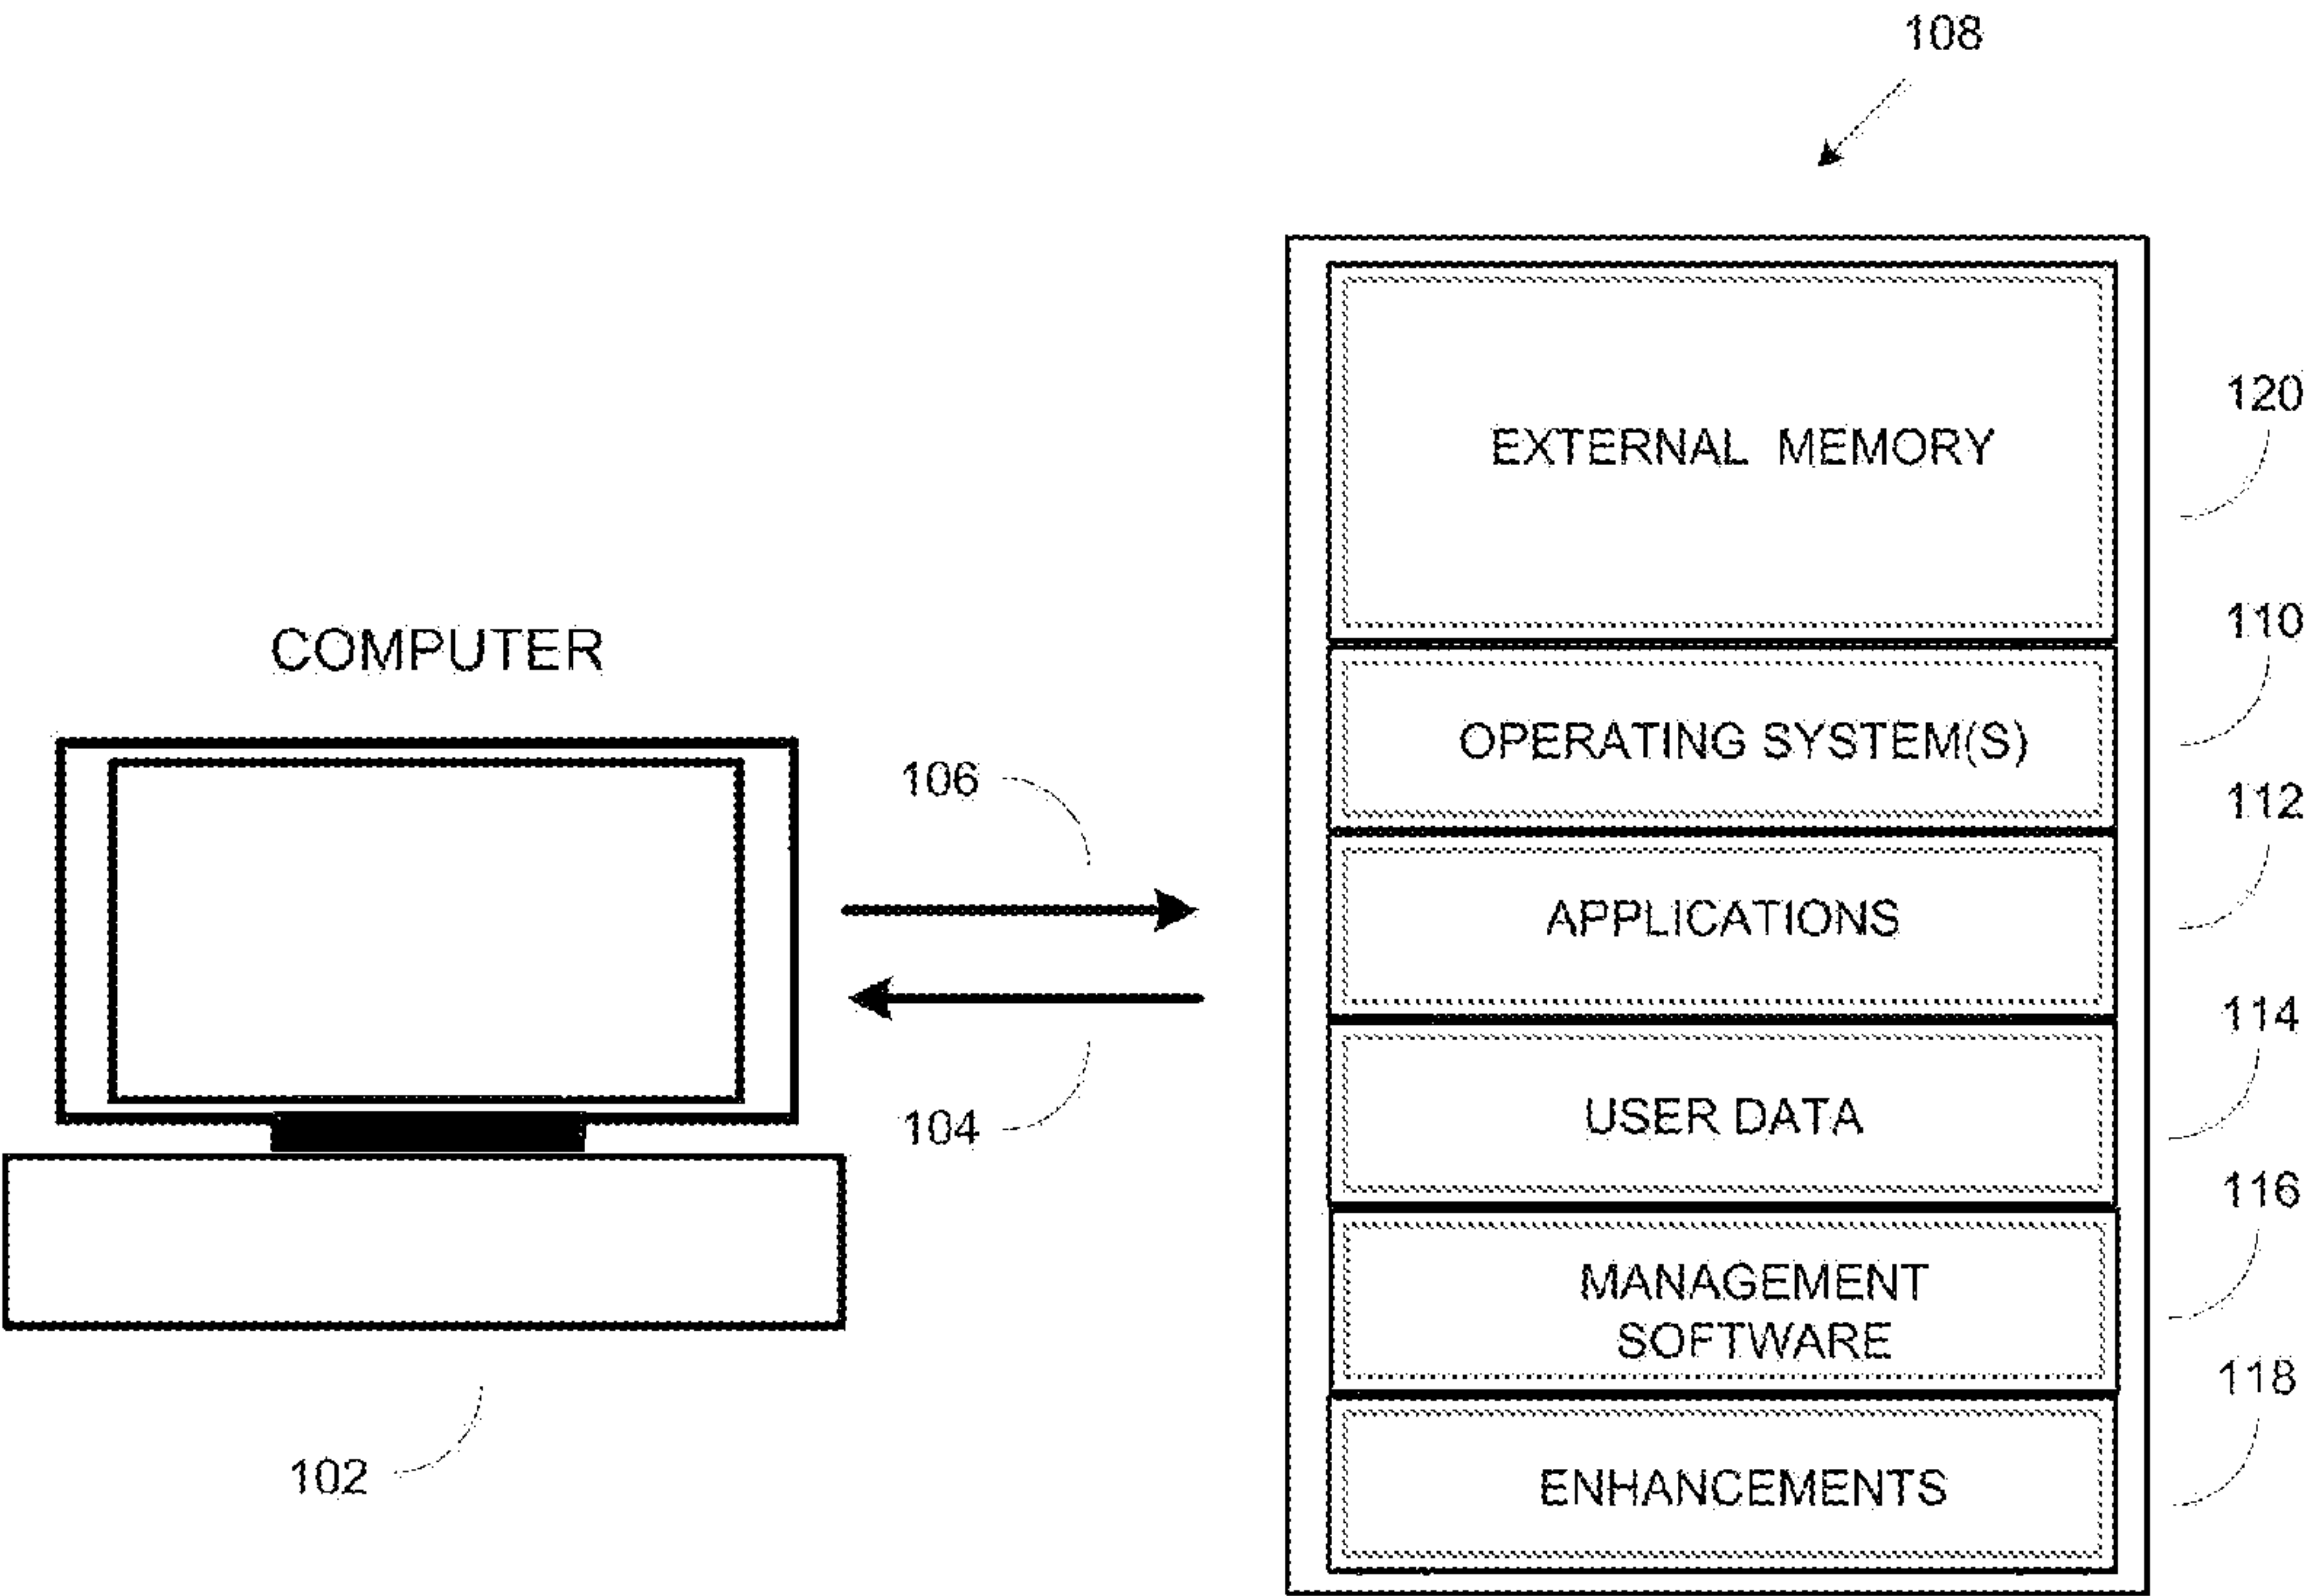 108
EXTERNAL MEMORY
120
COMPUTER
110
OPERATING SYSTEM(S)
106
112
APPLICATIONS
104
114
USER DATA
116
MANAGEMENT
SOFTWARE
118
102
ENHANCEMENTS